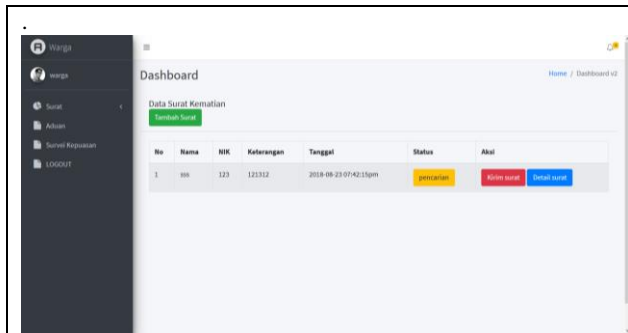 .
Warga
warga
Surat
Aduan
Survei Kepuasan
LOGOUT
Dashboard
Home / Dashboard v2
Data Surat Kematian
Tambah Surat
No Nama NIK Keterangan Tanggal Status Aksi
1 sss 123 121312 2018-08-23 07:42:15pm pencarian Kirim surat Detail surat